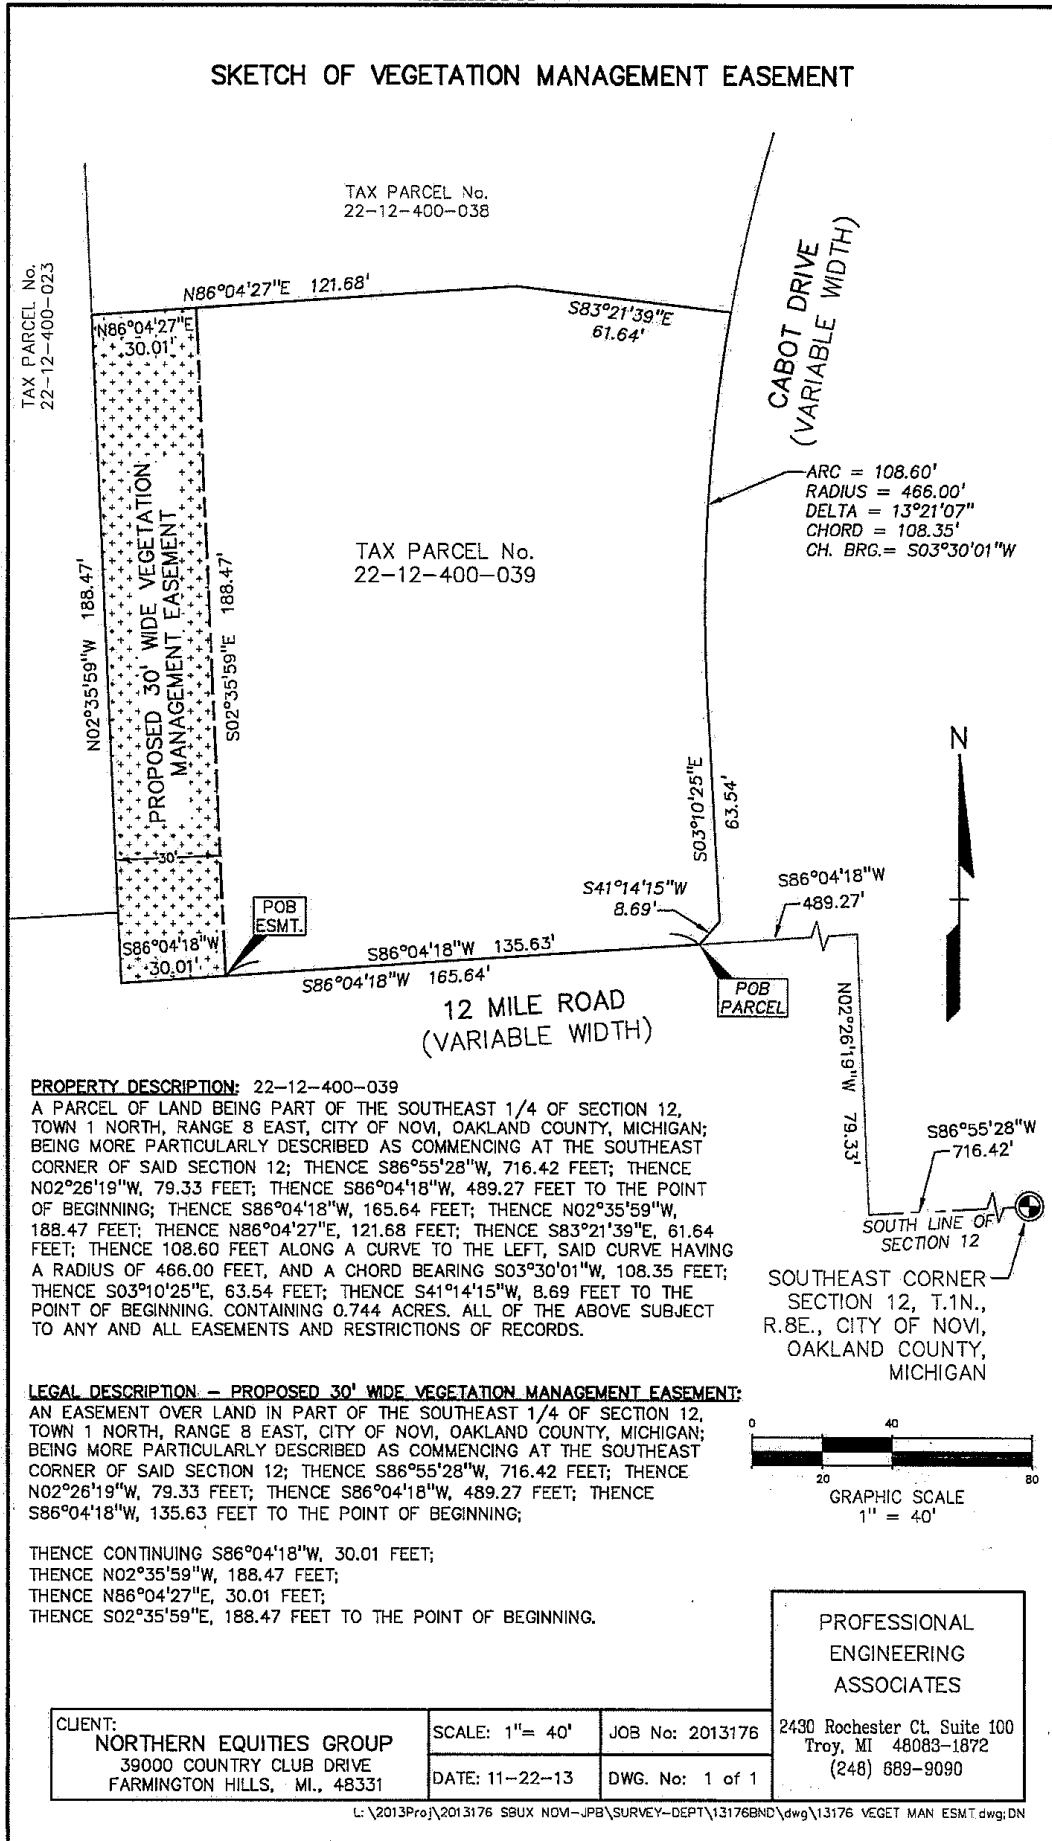 SKETCH OF VEGETATION MANAGEMENT EASEMENT
TAX PARCEL No.
22-12-400-038
TAX PARCEL No.
22-12-400-023
N86°04'27"E 121.68'
S83°21'39"E
61.64'
CABOT DRIVE
(VARIABLE WIDTH)
N86°04'27"E
30.01'
ARC = 108.60'
RADIUS = 466.00'
DELTA = 13°21'07"
CHORD = 108.35'
CH. BRG.= S03°30'01"W
TAX PARCEL No.
22-12-400-039
N02°35'59"W 188.47'
PROPOSED 30' WIDE VEGETATION
MANAGEMENT EASEMENT
S02°35'59"E 188.47'
N
S03°10'25"E
63.54'
30'
S41°14'15"W
8.69'
S86°04'18"W
489.27'
POB
ESMT.
S86°04'18"W
30.01'
S86°04'18"W 135.63'
S86°04'18"W 165.64'
POB
PARCEL
12 MILE ROAD
(VARIABLE WIDTH)
N02°26'19"W 79.33'
S86°55'28"W
716.42'
SOUTH LINE OF
SECTION 12
SOUTHEAST CORNER
SECTION 12, T.1N.,
R.8E., CITY OF NOVI,
OAKLAND COUNTY,
MICHIGAN
PROPERTY DESCRIPTION: 22-12-400-039
A PARCEL OF LAND BEING PART OF THE SOUTHEAST 1/4 OF SECTION 12,
TOWN 1 NORTH, RANGE 8 EAST, CITY OF NOVI, OAKLAND COUNTY, MICHIGAN;
BEING MORE PARTICULARLY DESCRIBED AS COMMENCING AT THE SOUTHEAST
CORNER OF SAID SECTION 12; THENCE S86°55'28"W, 716.42 FEET; THENCE
N02°26'19"W, 79.33 FEET; THENCE S86°04'18"W, 489.27 FEET TO THE POINT
OF BEGINNING; THENCE S86°04'18"W, 165.64 FEET; THENCE N02°35'59"W,
188.47 FEET; THENCE N86°04'27"E, 121.68 FEET; THENCE S83°21'39"E, 61.64
FEET; THENCE 108.60 FEET ALONG A CURVE TO THE LEFT, SAID CURVE HAVING
A RADIUS OF 466.00 FEET, AND A CHORD BEARING S03°30'01"W, 108.35 FEET;
THENCE S03°10'25"E, 63.54 FEET; THENCE S41°14'15"W, 8.69 FEET TO THE
POINT OF BEGINNING. CONTAINING 0.744 ACRES. ALL OF THE ABOVE SUBJECT
TO ANY AND ALL EASEMENTS AND RESTRICTIONS OF RECORDS.
LEGAL DESCRIPTION - PROPOSED 30' WIDE VEGETATION MANAGEMENT EASEMENT:
AN EASEMENT OVER LAND IN PART OF THE SOUTHEAST 1/4 OF SECTION 12,
TOWN 1 NORTH, RANGE 8 EAST, CITY OF NOVI, OAKLAND COUNTY, MICHIGAN;
BEING MORE PARTICULARLY DESCRIBED AS COMMENCING AT THE SOUTHEAST
CORNER OF SAID SECTION 12; THENCE S86°55'28"W, 716.42 FEET; THENCE
N02°26'19"W, 79.33 FEET; THENCE S86°04'18"W, 489.27 FEET; THENCE
S86°04'18"W, 135.63 FEET TO THE POINT OF BEGINNING;
THENCE CONTINUING S86°04'18"W, 30.01 FEET;
THENCE N02°35'59"W, 188.47 FEET;
THENCE N86°04'27"E, 30.01 FEET;
THENCE S02°35'59"E, 188.47 FEET TO THE POINT OF BEGINNING.
0 40
20 80
GRAPHIC SCALE
1" = 40'
PROFESSIONAL
ENGINEERING
ASSOCIATES
2430 Rochester Ct. Suite 100
Troy, MI 48083-1872
(248) 689-9090
CLIENT:
NORTHERN EQUITIES GROUP
39000 COUNTRY CLUB DRIVE
FARMINGTON HILLS, MI., 48331
SCALE: 1"= 40'
JOB No: 2013176
DATE: 11-22-13
DWG. No: 1 of 1
L:\2013Proj\2013176 SBUX NOVI-JPB\SURVEY-DEPT\13176BND\dwg\13176 VEGET MAN ESMT.dwg;DN